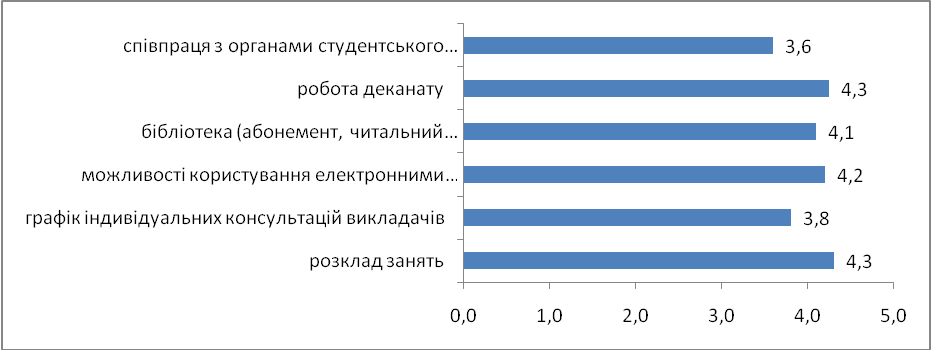 співпраця з органами студентського...
3,6
робота деканату
4,3
бібліотека (абонемент, читальний...
4,1
можливості користування електронними...
4,2
графік індивідуальних консультацій викладачів
3,8
розклад занять
4,3
0,0 1,0 2,0 3,0 4,0 5,0